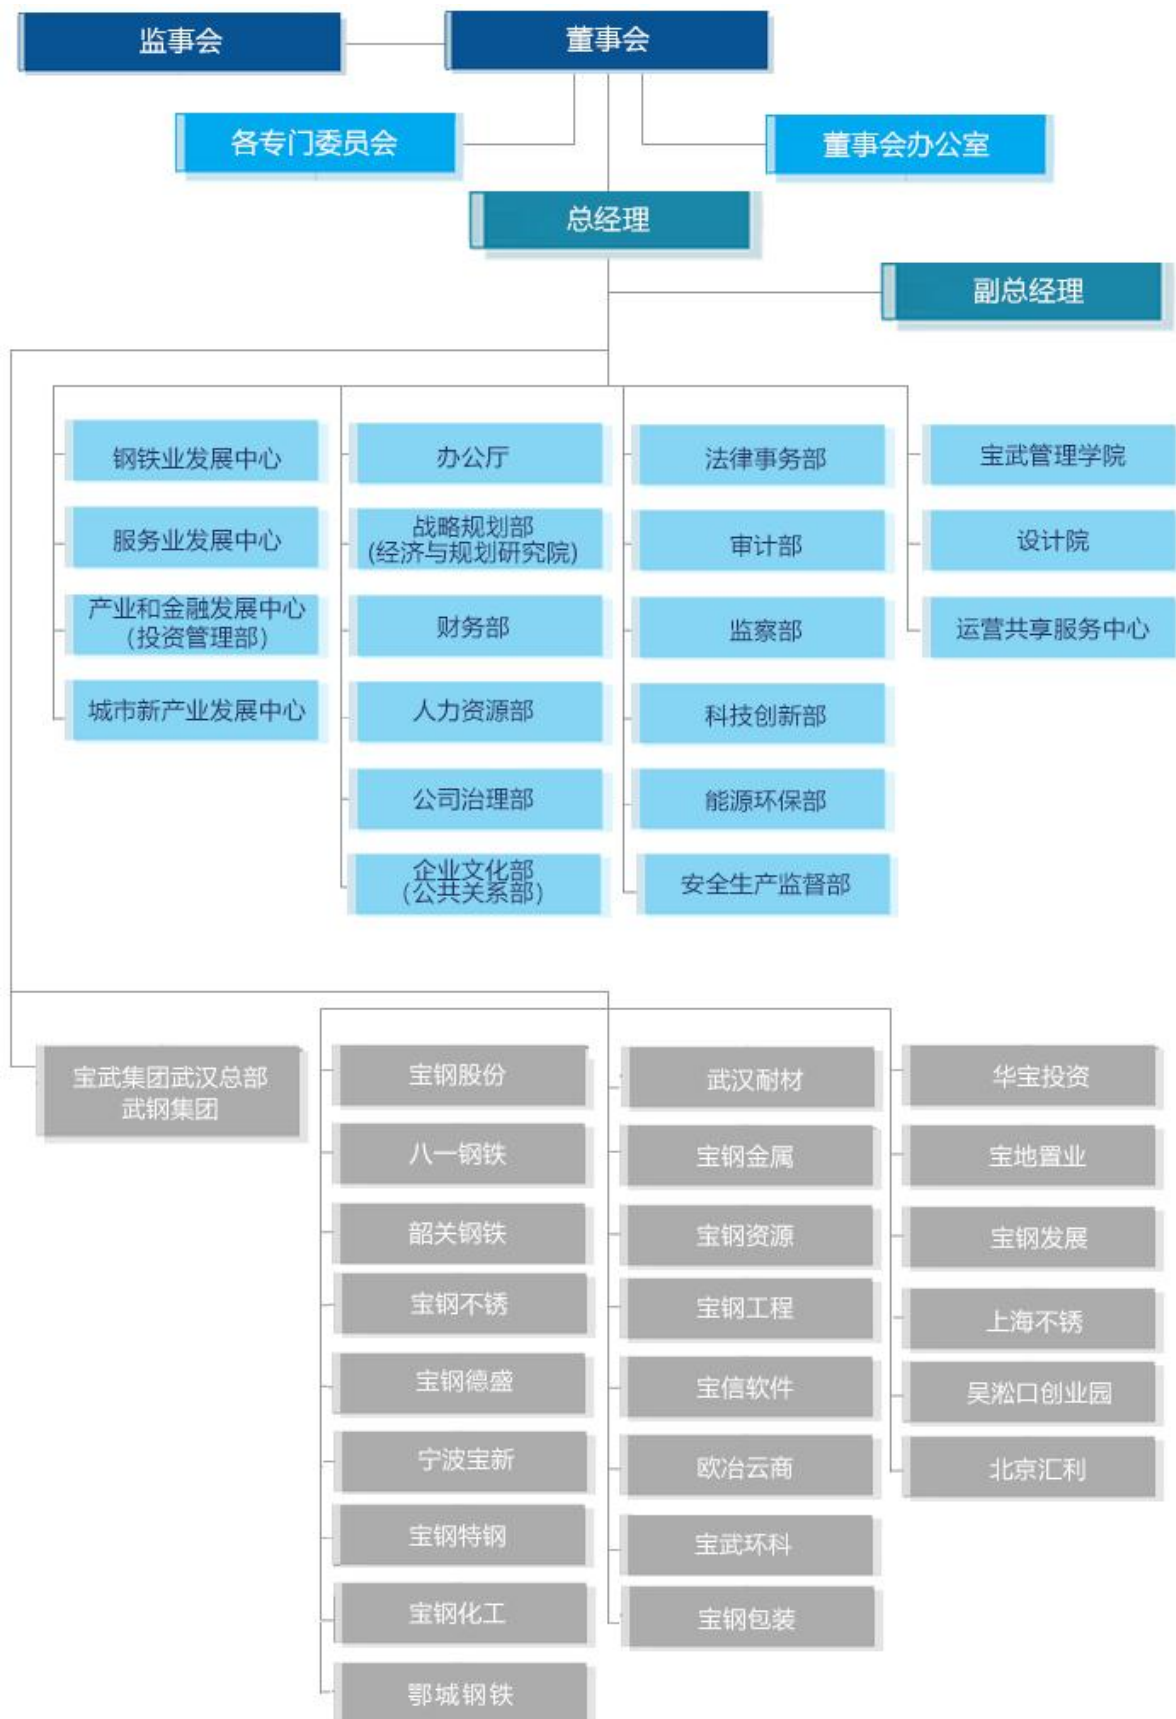 监事会
董事会
各专门委员会
董事会办公室
总经理
副总经理
钢铁业发展中心
服务业发展中心
产业和金融发展中心
(投资管理部)
城市新产业发展中心
办公厅
战略规划部
(经济与规划研究院)
财务部
人力资源部
公司治理部
企业文化部
(公共关系部)
法律事务部
审计部
监察部
科技创新部
能源环保部
安全生产监督部
宝武管理学院
设计院
运营共享服务中心
宝武集团武汉总部
武钢集团
宝钢股份
八一钢铁
韶关钢铁
宝钢不锈
宝钢德盛
宁波宝新
宝钢特钢
宝钢化工
鄂城钢铁
武汉耐材
宝钢金属
宝钢资源
宝钢工程
宝信软件
欧冶云商
宝武环科
宝钢包装
华宝投资
宝地置业
宝钢发展
上海不锈
吴淞口创业园
北京汇利